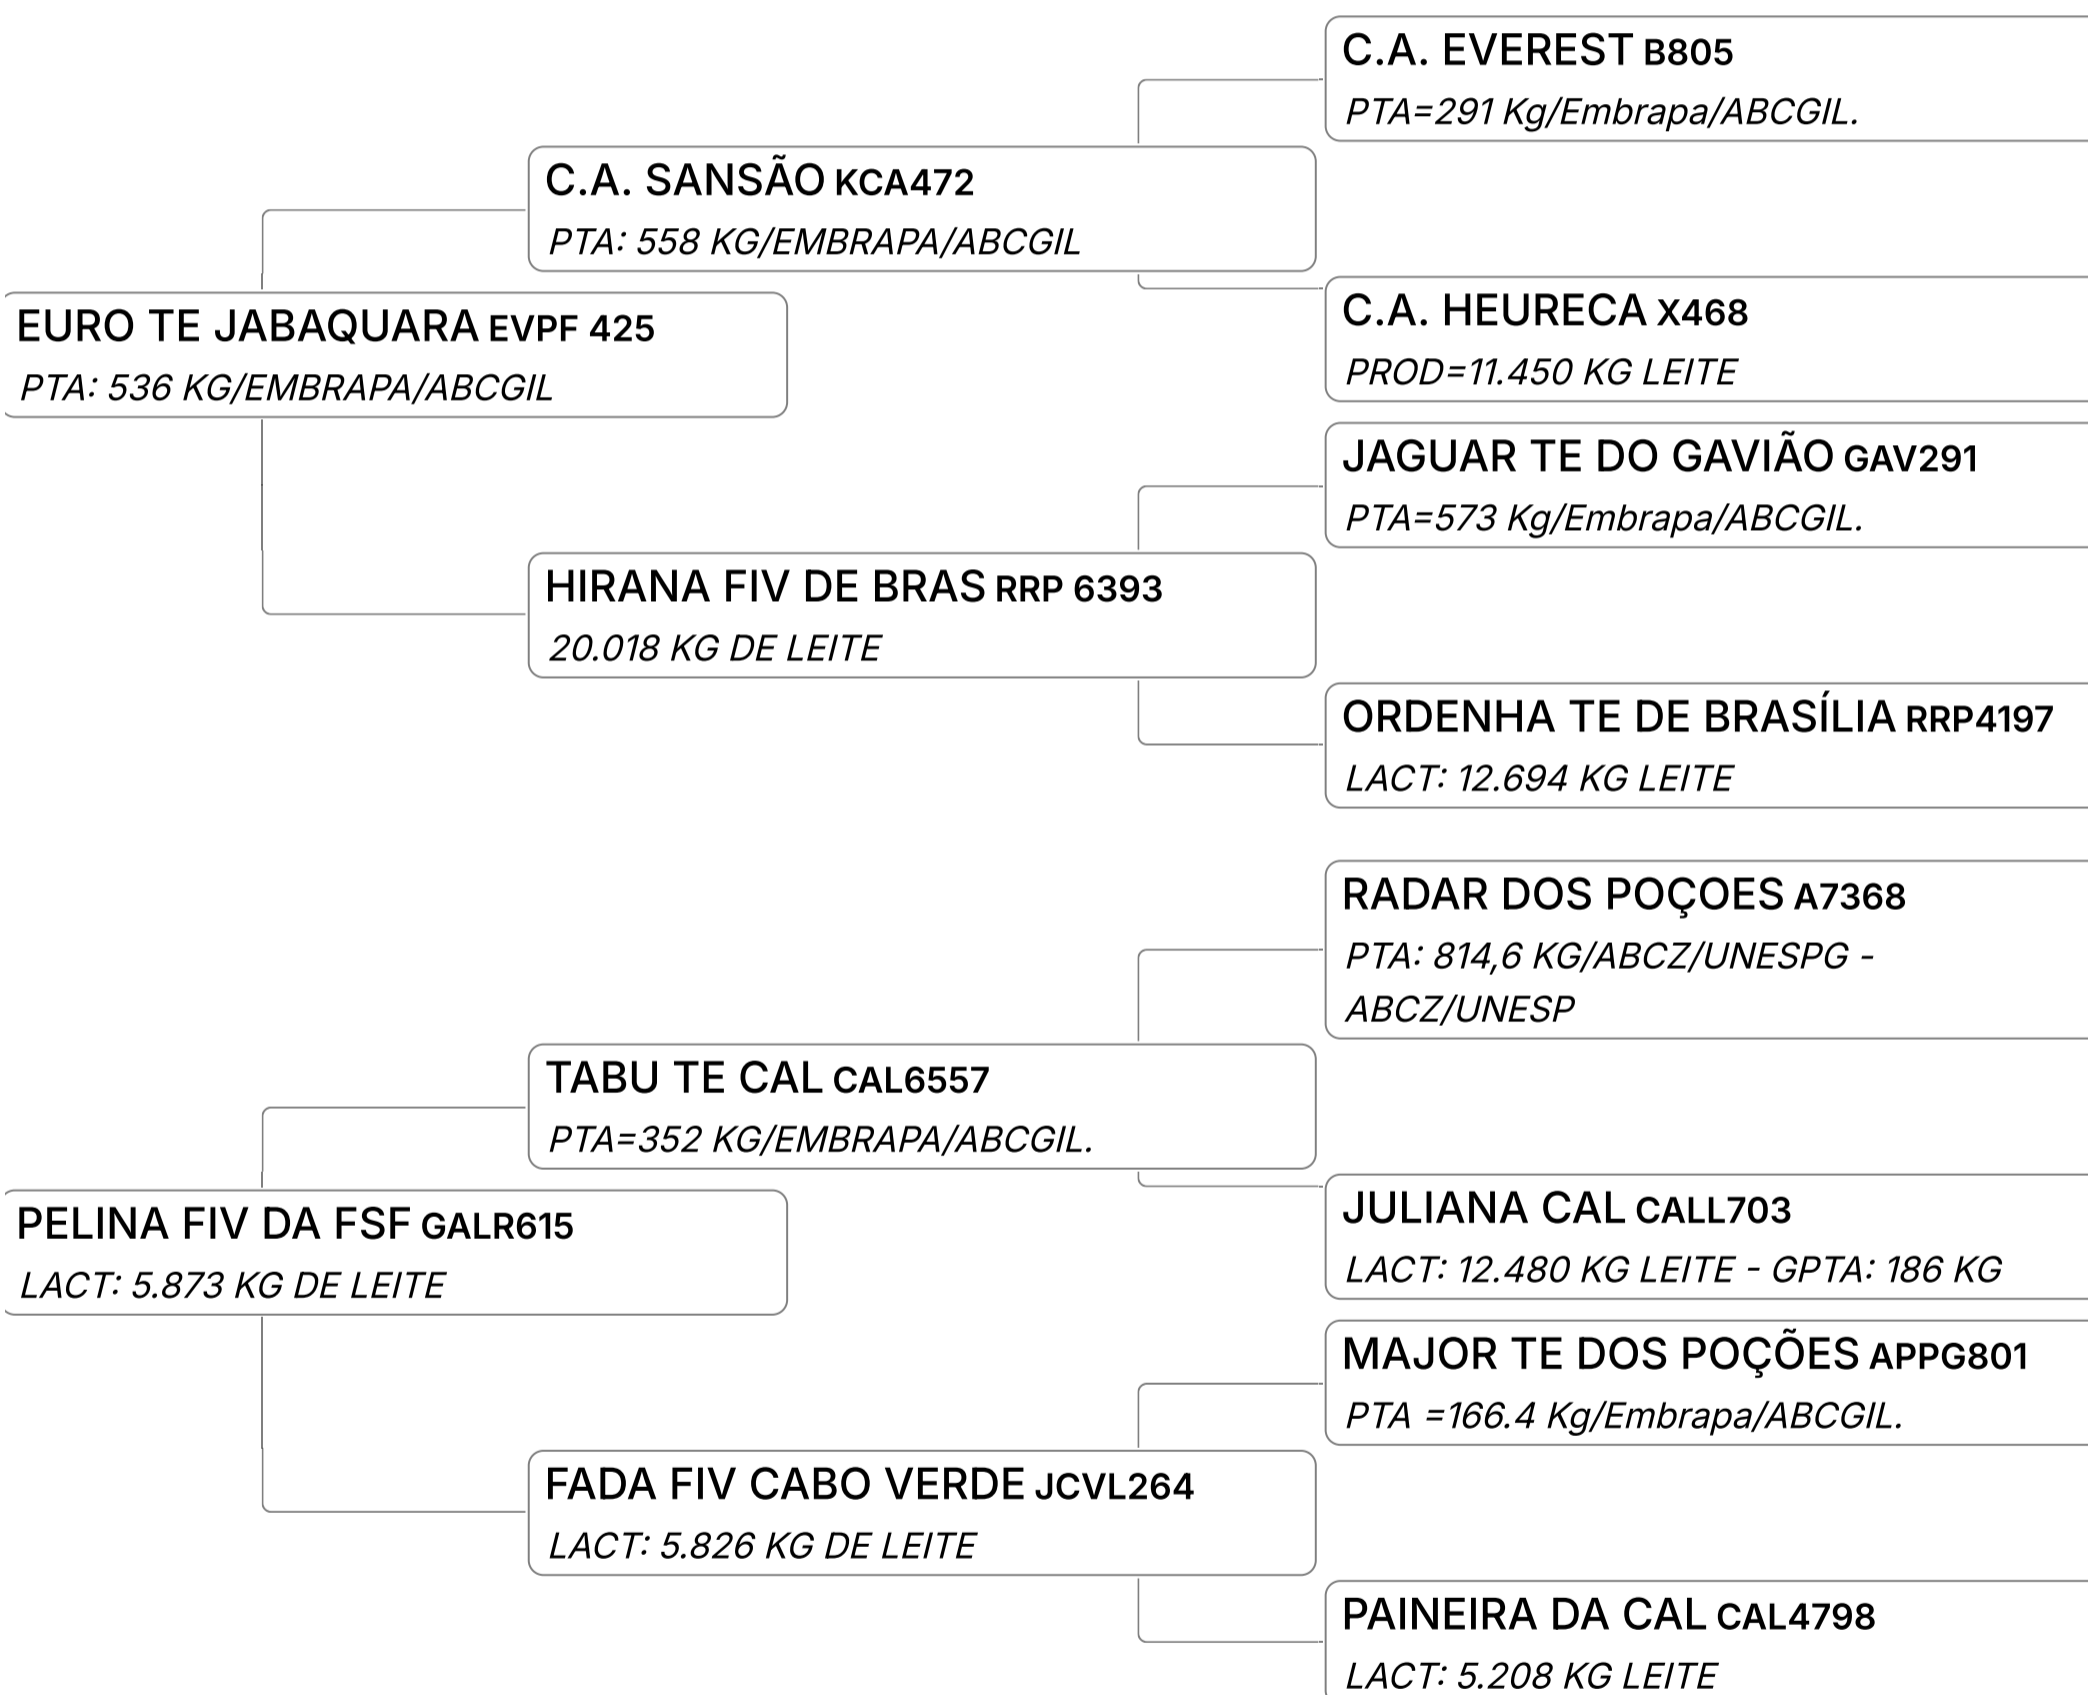 C.A. EVEREST B805
PTA=291 Kg/Embrapa/ABCGIL.
C.A. SANSÃO KCA472
PTA: 558 KG/EMBRAPA/ABCGIL
C.A. HEURECA X468
PROD=11.450 KG LEITE
EURO TE JABAQUARA EVPF 425
PTA: 536 KG/EMBRAPA/ABCGIL
JAGUAR TE DO GAVIÃO GAV291
PTA=573 Kg/Embrapa/ABCGIL.
HIRANA FIV DE BRAS RRP 6393
20.018 KG DE LEITE
ORDENHA TE DE BRASÍLIA RRP4197
LACT: 12.694 KG LEITE
RADAR DOS POÇOES A7368
PTA: 814,6 KG/ABCZ/UNESPG -
ABCZ/UNESP
TABU TE CAL CAL6557
PTA=352 KG/EMBRAPA/ABCGIL.
JULIANA CAL CALL703
LACT: 12.480 KG LEITE - GPTA: 186 KG
PELINA FIV DA FSF GALR615
LACT: 5.873 KG DE LEITE
MAJOR TE DOS POÇÕES APPG801
PTA =166.4 Kg/Embrapa/ABCGIL.
FADA FIV CABO VERDE JCVL264
LACT: 5.826 KG DE LEITE
PAINEIRA DA CAL CAL4798
LACT: 5.208 KG LEITE